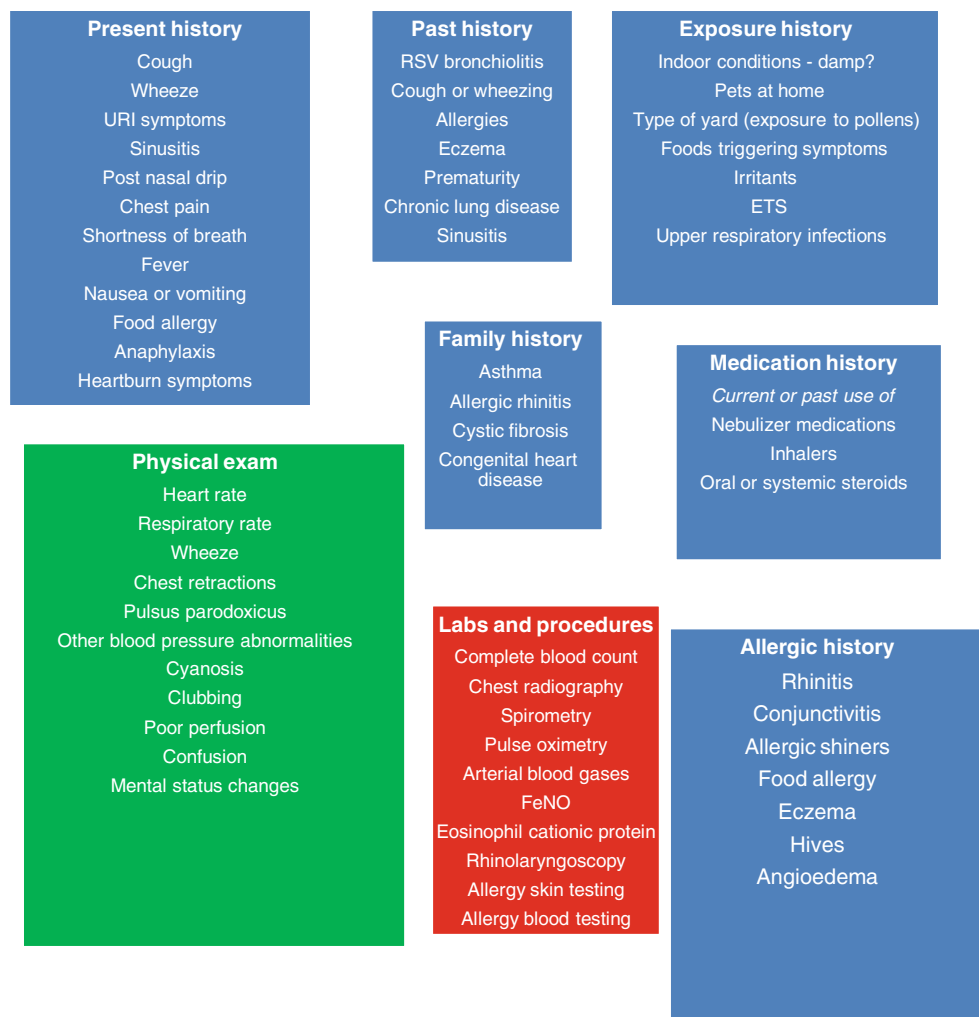 Present history
Cough
Wheeze
URI symptoms
Sinusitis
Post nasal drip
Chest pain
Shortness of breath
Fever
Nausea or vomiting
Food allergy
Anaphylaxis
Heartburn symptoms
Past history
RSV bronchiolitis
Cough or wheezing
Allergies
Eczema
Prematurity
Chronic lung disease
Sinusitis
Exposure history
Indoor conditions - damp?
Pets at home
Type of yard (exposure to pollens)
Foods triggering symptoms
Irritants
ETS
Upper respiratory infections
Family history
Asthma
Allergic rhinitis
Cystic fibrosis
Congenital heart
disease
Medication history
Current or past use of
Nebulizer medications
Inhalers
Oral or systemic steroids
Physical exam
Heart rate
Respiratory rate
Wheeze
Chest retractions
Pulsus parodoxicus
Other blood pressure abnormalities
Cyanosis
Clubbing
Poor perfusion
Confusion
Mental status changes
Labs and procedures
Complete blood count
Chest radiography
Spirometry
Pulse oximetry
Arterial blood gases
FeNO
Eosinophil cationic protein
Rhinolaryngoscopy
Allergy skin testing
Allergy blood testing
Allergic history
Rhinitis
Conjunctivitis
Allergic shiners
Food allergy
Eczema
Hives
Angioedema